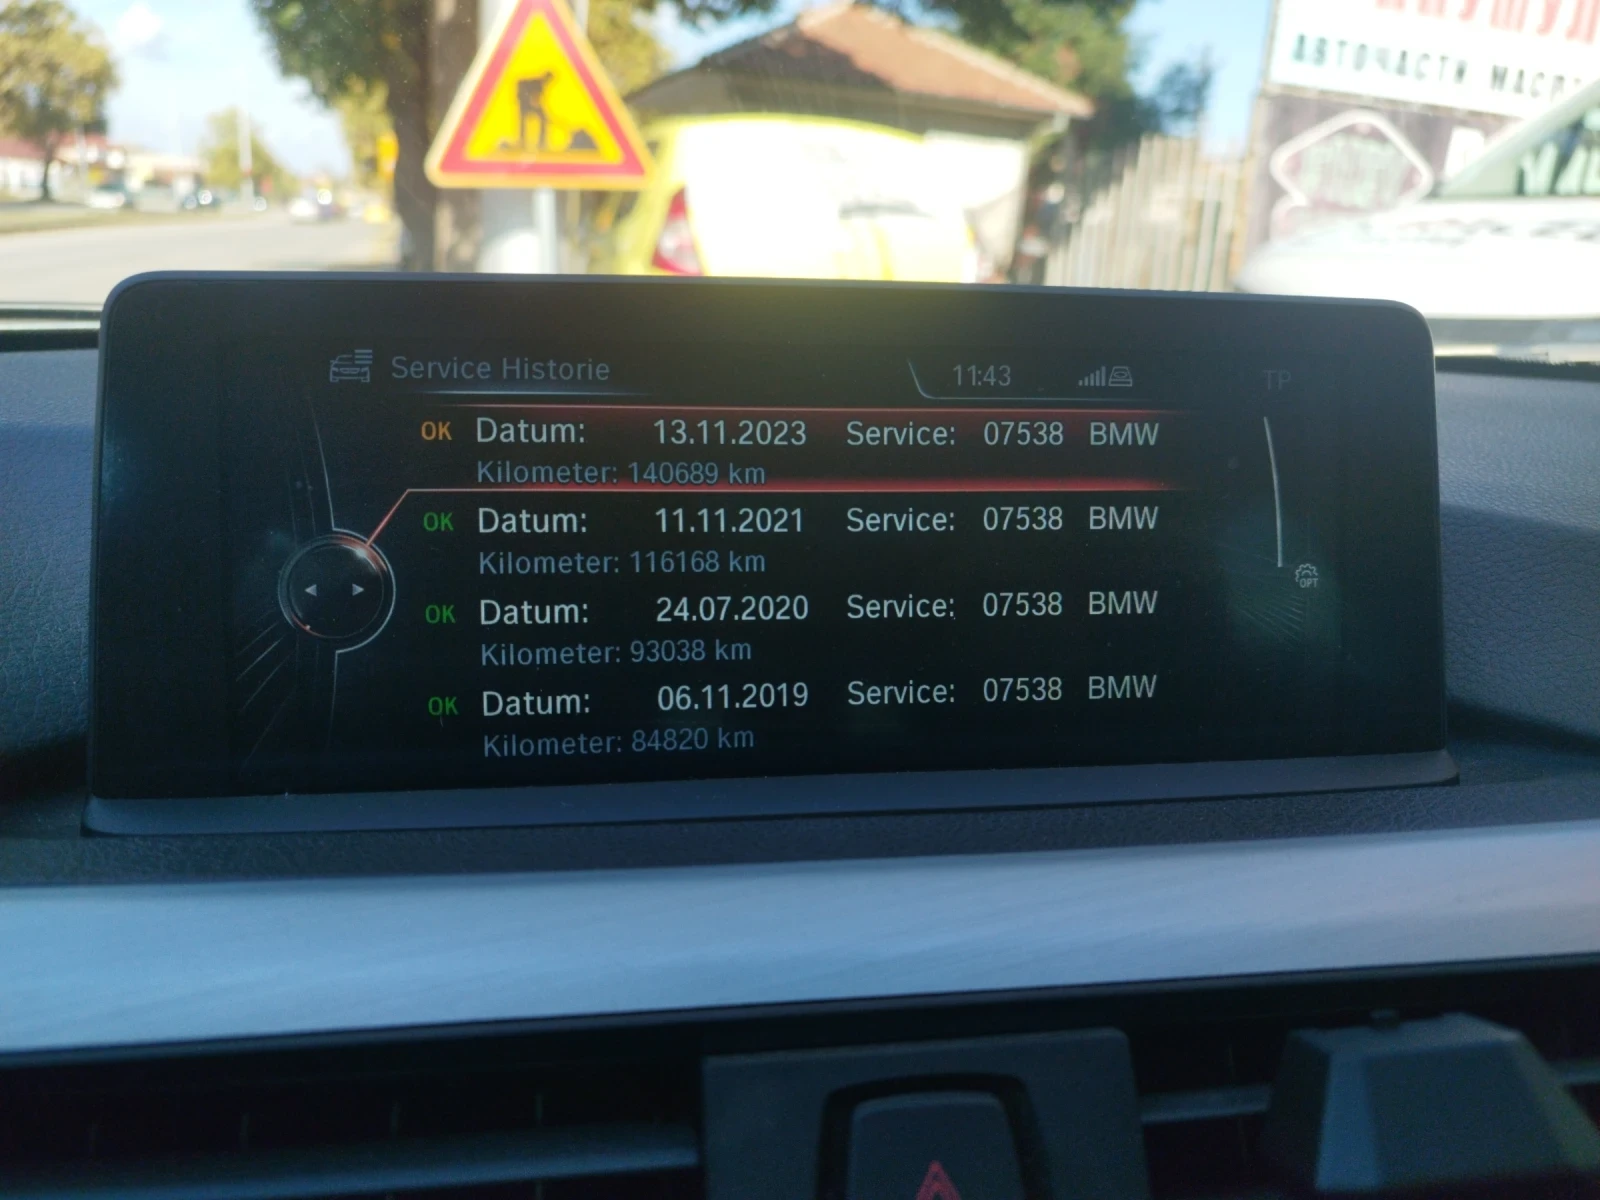 АВТОЧАСТИ МАСЛ
Service Historie 11:43 TP
OK Datum: 13.11.2023 Service: 07538 BMW
Kilometer: 140689 km
OK Datum: 11.11.2021 Service: 07538 BMW
Kilometer: 116168 km
OPT
OK Datum: 24.07.2020 Service: 07538 BMW
Kilometer: 93038 km
OK Datum: 06.11.2019 Service: 07538 BMW
Kilometer: 84820 km